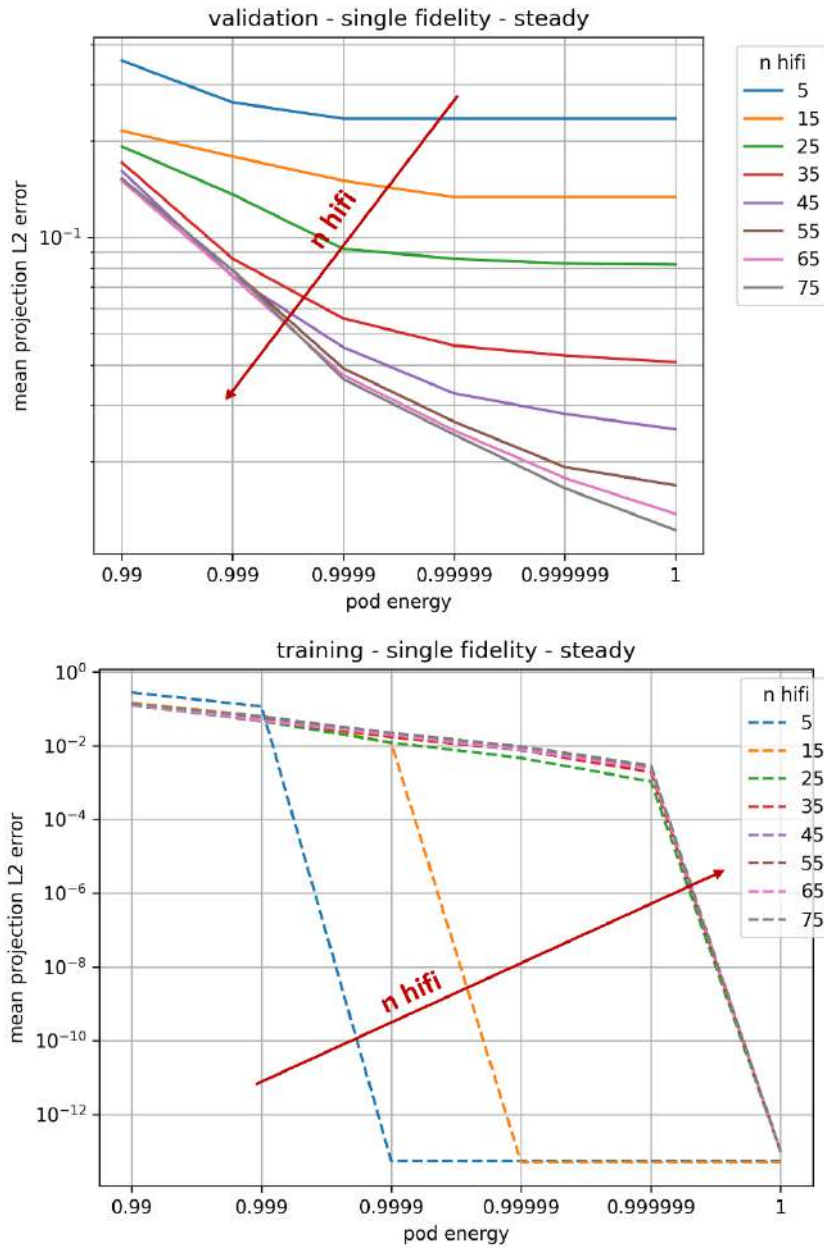 validation - single fidelity - steady
mean projection L2 error
10⁻¹
n hifi
n hifi
5
15
25
35
45
55
65
75
0.99 0.999 0.9999 0.99999 0.999999 1
pod energy
training - single fidelity - steady
mean projection L2 error
10⁰
10⁻²
10⁻⁴
10⁻⁶
10⁻⁸
10⁻¹⁰
10⁻¹²
n hifi
n hifi
5
15
25
35
45
55
65
75
0.99 0.999 0.9999 0.99999 0.999999 1
pod energy